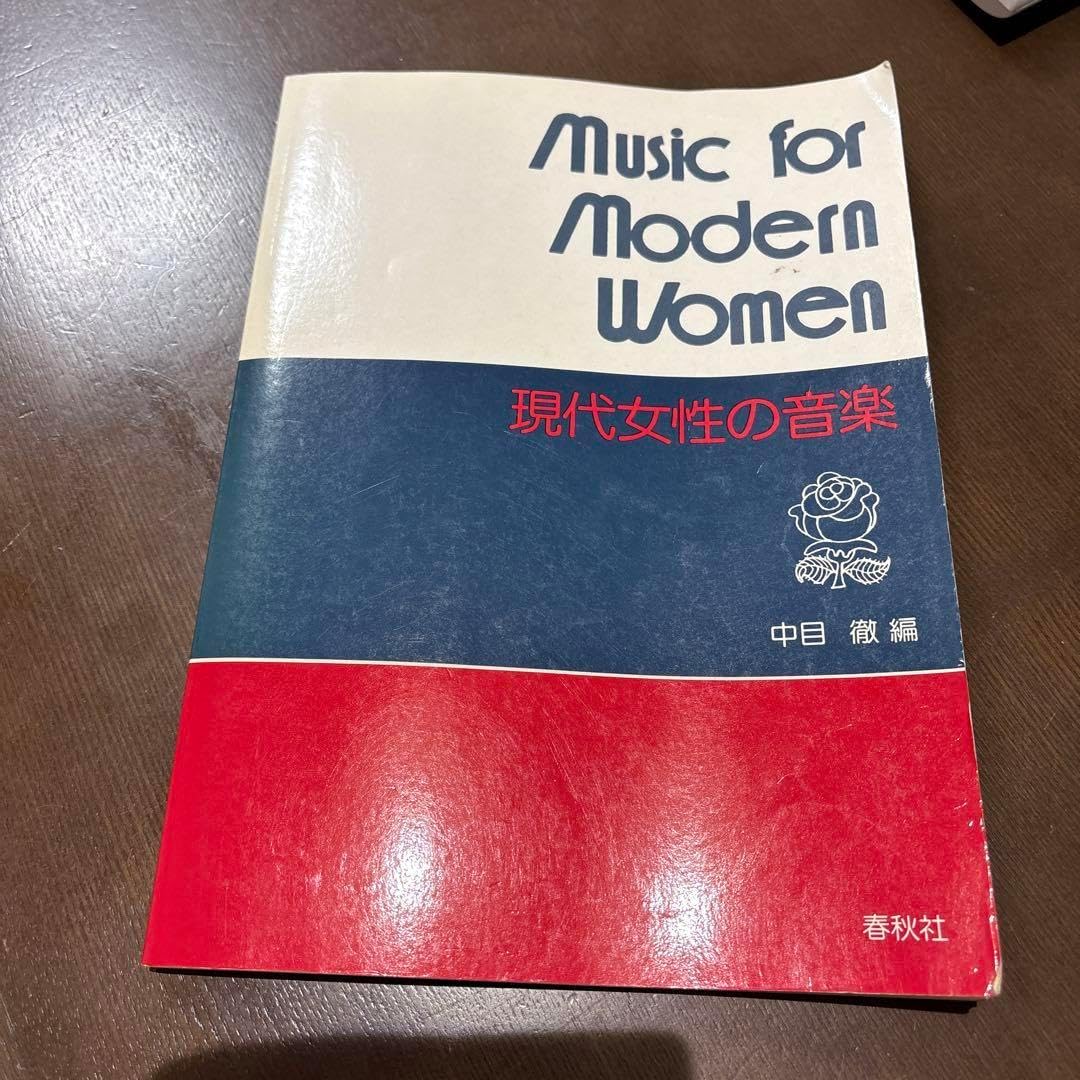 Music for
Modern
Women
現代女性の音楽
中目 徹 編
春秋社